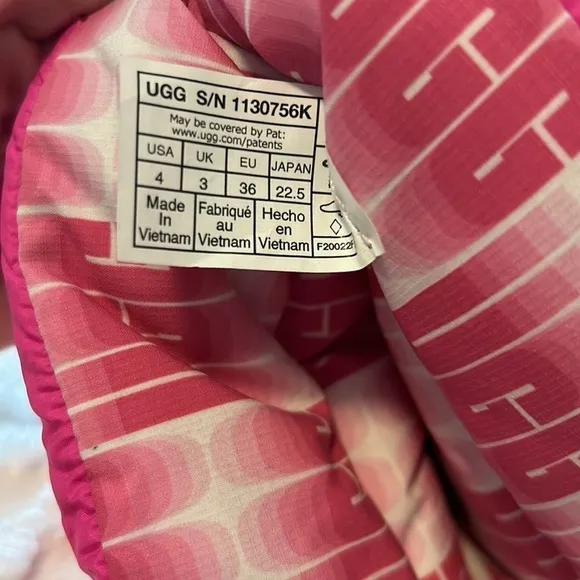 UGG S/N 1130756K
May be covered by Pat:
www.ugg.com/patents
USA UK EU JAPAN
4 3 36 22.5
Made In Vietnam
Fabriqué au Vietnam
Hecho en Vietnam
UGG